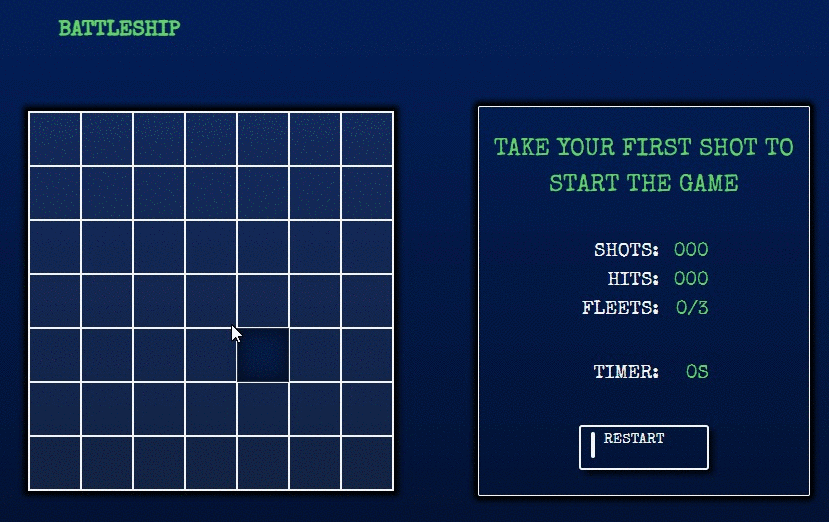 BATTLESHIP
TAKE YOUR FIRST SHOT TO
START THE GAME
SHOTS: 000
HITS: 000
FLEETS: 0/3
TIMER: 0S
RESTART